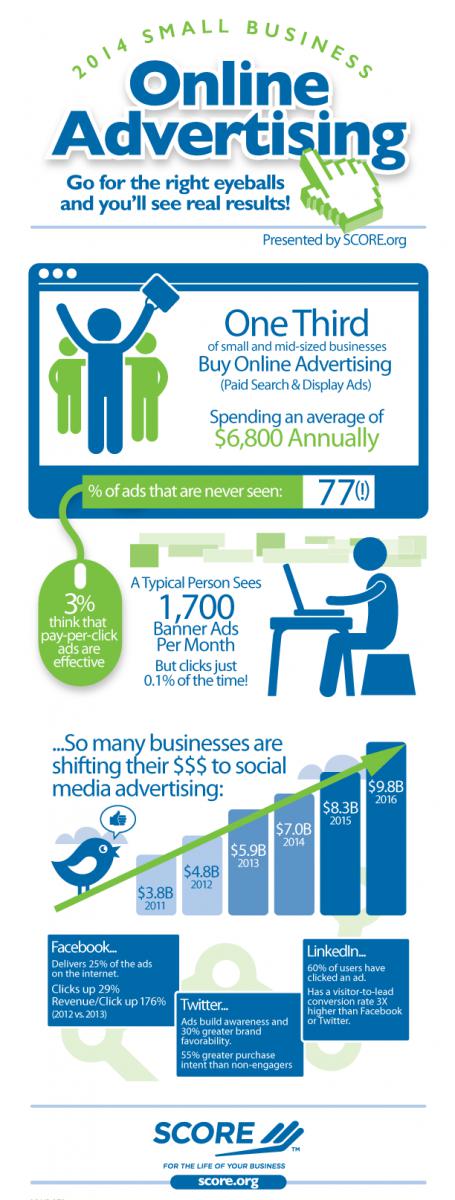 2014 SMALL BUSINESS
Online
Advertising
Go for the right eyeballs
and you'll see real results!
Presented by SCORE.org
One Third
of small and mid-sized businesses
Buy Online Advertising
(Paid Search & Display Ads)
Spending an average of
$6,800 Annually
% of ads that are never seen: 77(!)
3%
think that
pay-per-click
ads are
effective
A Typical Person Sees
1,700
Banner Ads
Per Month
But clicks just
0.1% of the time!
...So many businesses are
shifting their $$$ to social
media advertising:
$3.8B
2011
$4.8B
2012
$5.9B
2013
$7.0B
2014
$8.3B
2015
$9.8B
2016
Facebook...
Delivers 25% of the ads
on the internet.
Clicks up 29%
Revenue/Click up 176%
(2012 vs. 2013)
Twitter...
Ads build awareness and
30% greater brand
favorability.
55% greater purchase
intent than non-engagers
LinkedIn...
60% of users have
clicked an ad.
Has a visitor-to-lead
conversion rate 3X
higher than Facebook
or Twitter.
SCORE TM
FOR THE LIFE OF YOUR BUSINESS
score.org